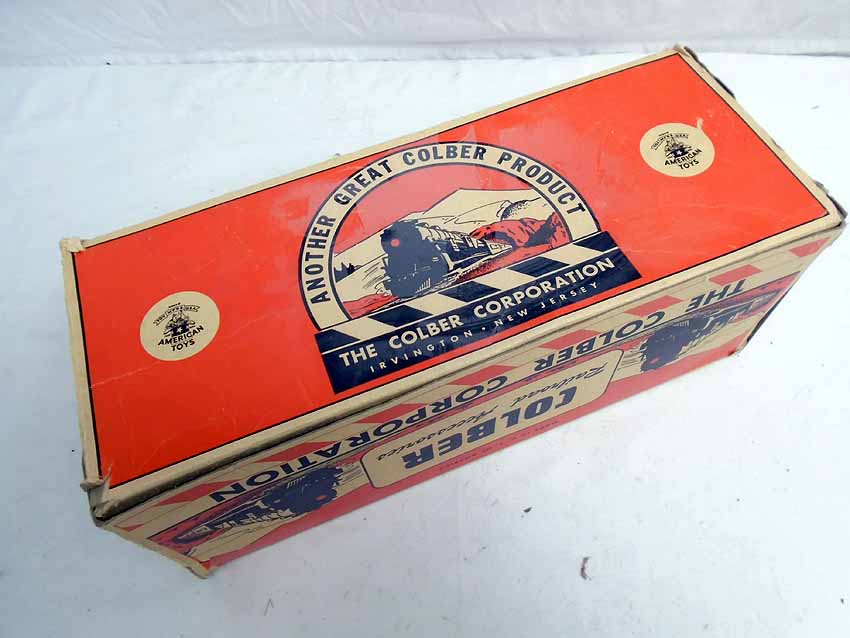 ANOTHER GREAT COLBER PRODUCT
THE COLBER CORPORATION
IRVINGTON • NEW JERSEY
AMERICAN
TOYS
AMERICAN
TOYS
THE COLBER CORPORATION
COLBER
Railroad Accessories